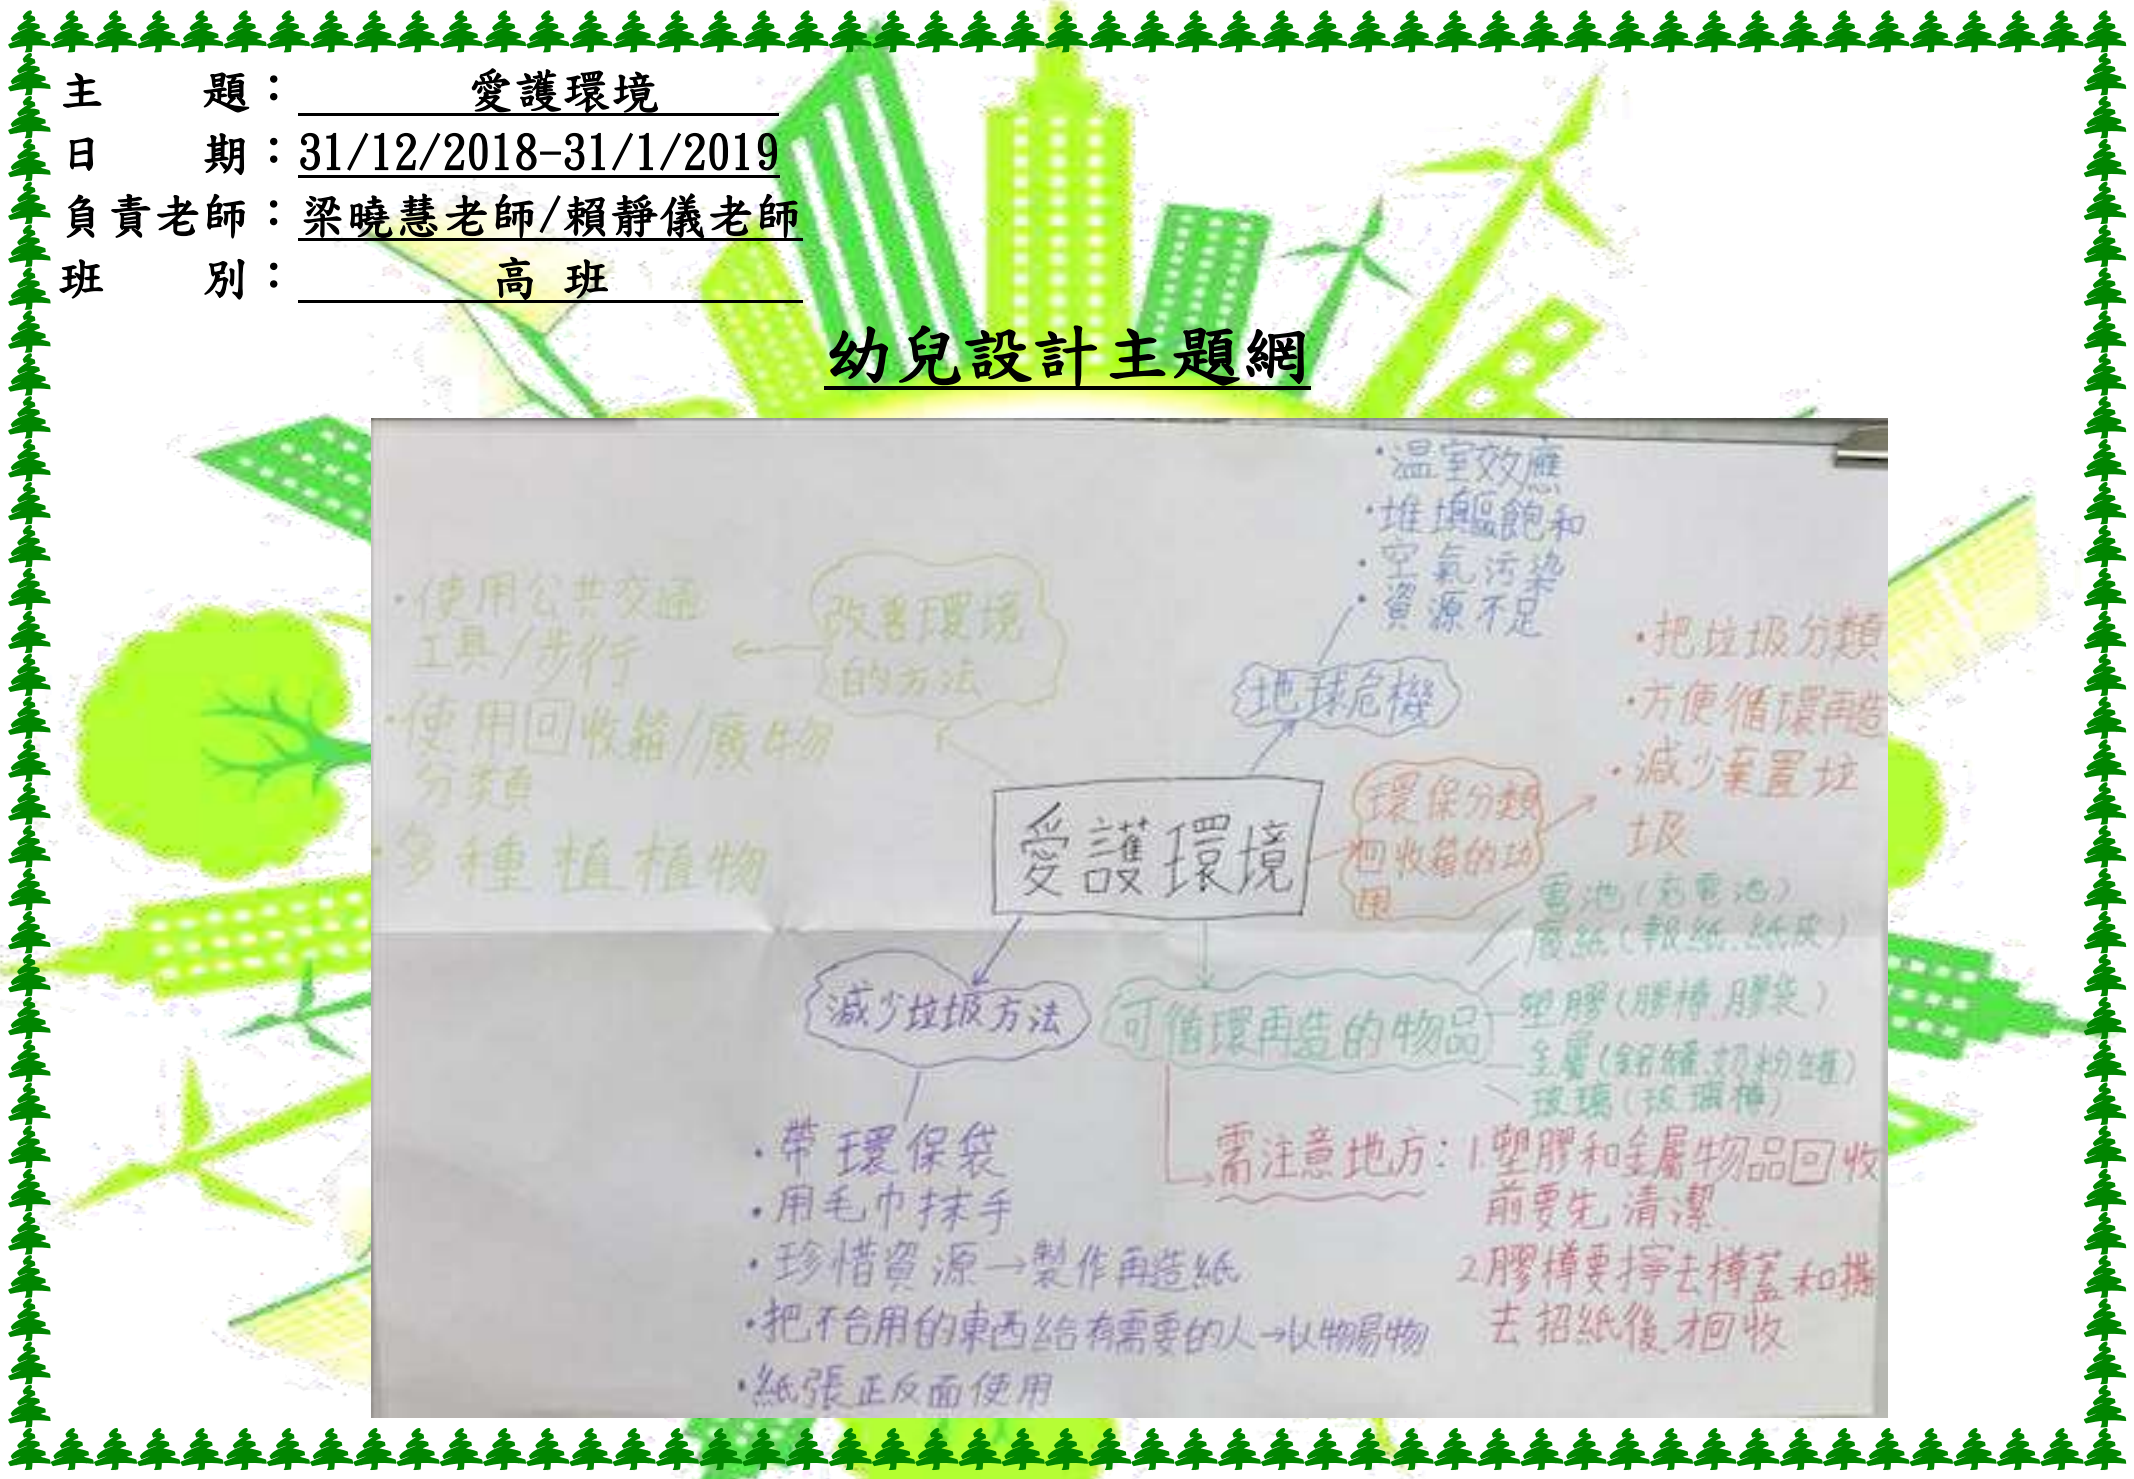 主題：愛護環境
日期：31/12/2018-31/1/2019
負責老師：梁曉慧老師/賴靜儀老師
班別：高 班
幼兒設計主題網
·溫室效應
·堆填區飽和
·空氣污染
·資源不足
地球危機
改善環境
的方法
·使用公共交通
工具/步行
·使用回收箱/廢物
分類
·多種植植物
愛護環境
環保分類
回收箱的功
用
·把垃圾分類
·方便循環再造
·減少棄置垃
圾
減少垃圾方法
·帶環保袋
·用毛巾抹手
·珍惜資源→製作再造紙
·把不合用的東西給有需要的人→以物易物
·紙張正反面使用
可循環再造的物品
電池(充電池)
廢紙(報紙、紙皮)
塑膠(膠樽、膠袋)
金屬(鋁罐、奶粉罐)
玻璃(玻璃樽)
需注意地方：1.塑膠和金屬物品回收
前要先清潔
2.膠樽要擰去樽蓋和撕
去招紙後才回收